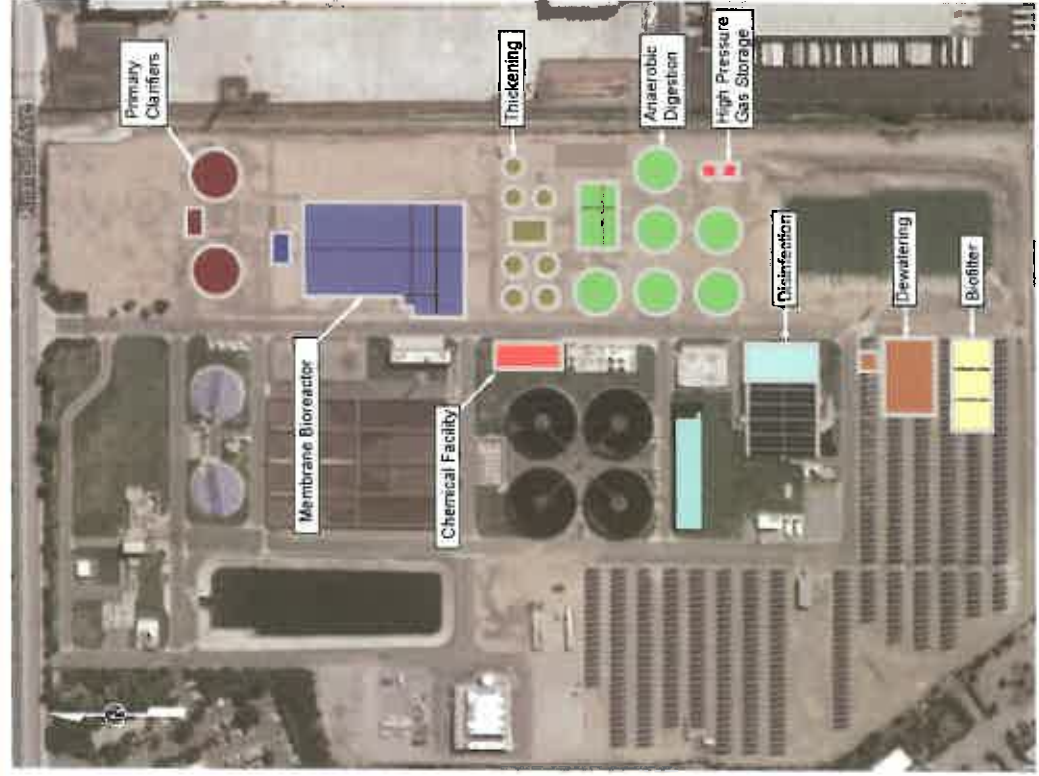 Primary
Clarifiers
Thickening
Anaerobic
Digestion
High Pressure
Gas Storage
Membrane Bioreactor
Chemical Facility
Disinfection
Dewatering
Biofilter